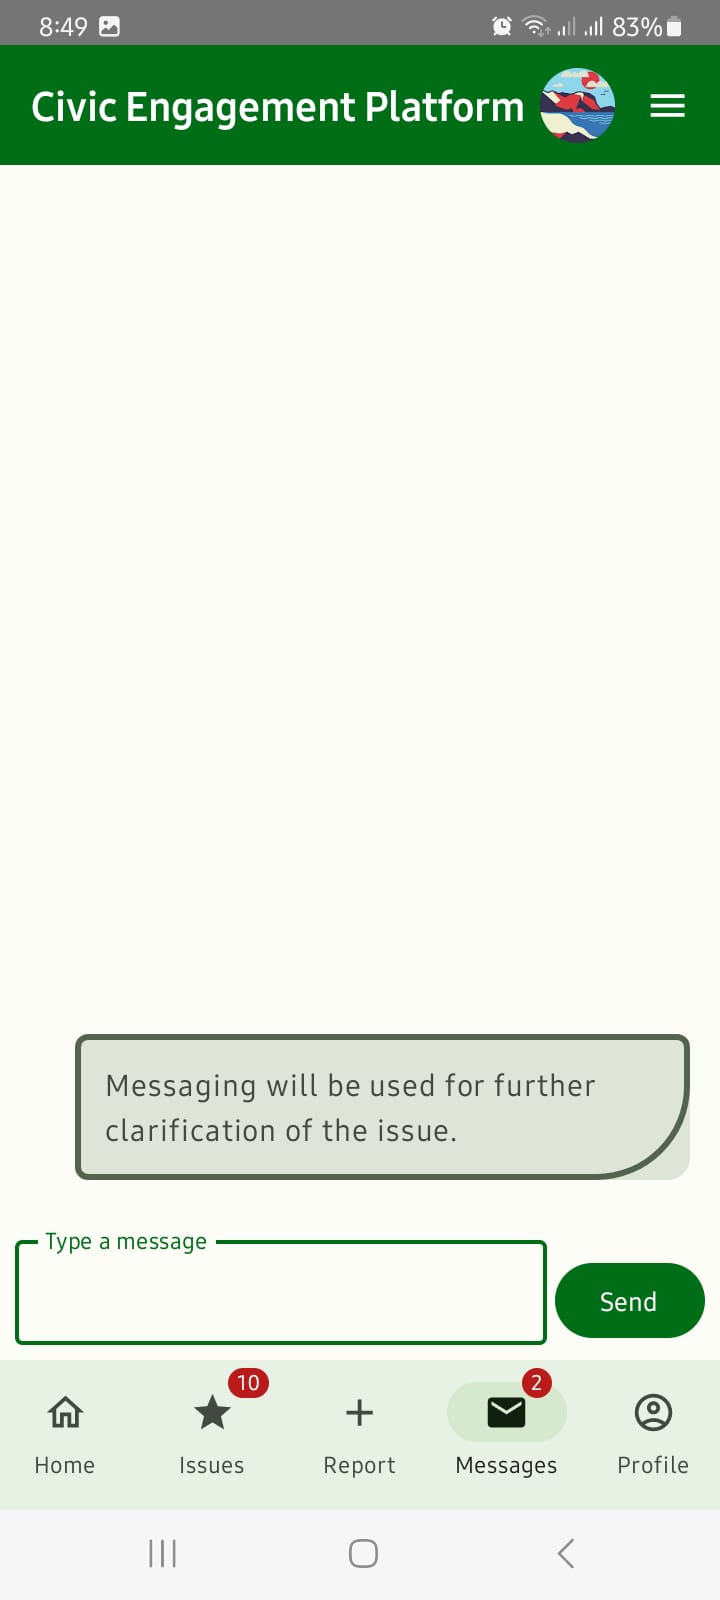 8:49
83%
Civic Engagement Platform
Messaging will be used for further
clarification of the issue.
Type a message
Send
10
2
Home
Issues
Report
Messages
Profile